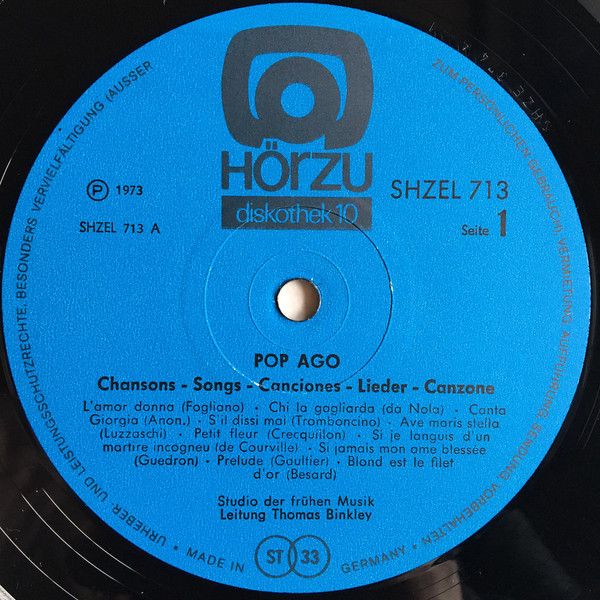 HÖRZU
diskothek 10
Ⓟ 1973
SHZEL 713 A
SHZEL 713
Seite 1
POP AGO
Chansons - Songs - Canciones - Lieder - Canzone
L'amor donna (Fogliano) · Chi la gagliarda (da Nola) · Canta
Giorgia (Anon.) · S'il dissi mai (Tromboncino) · Ave maris stella
(Luzzaschi) · Petit fleur (Crecquilon) · Si je languis d'un
martire incogneu (de Courville) · Si jamais mon ame blessée
(Guedron) · Prelude (Gaultier) · Blond est le filet
d'or (Besard)
Studio der frühen Musik
Leitung Thomas Binkley
URHEBER UND LEISTUNGSSCHUTZRECHTE, BESONDERS VERVIELFÄLTIGUNG (AUSSER
ZUM PERSÖNLICHEN GEBRAUCH), VERMIETUNG, AUFFÜHRUNG, SENDUNG VORBEHALTEN
• MADE IN ST 33 GERMANY •